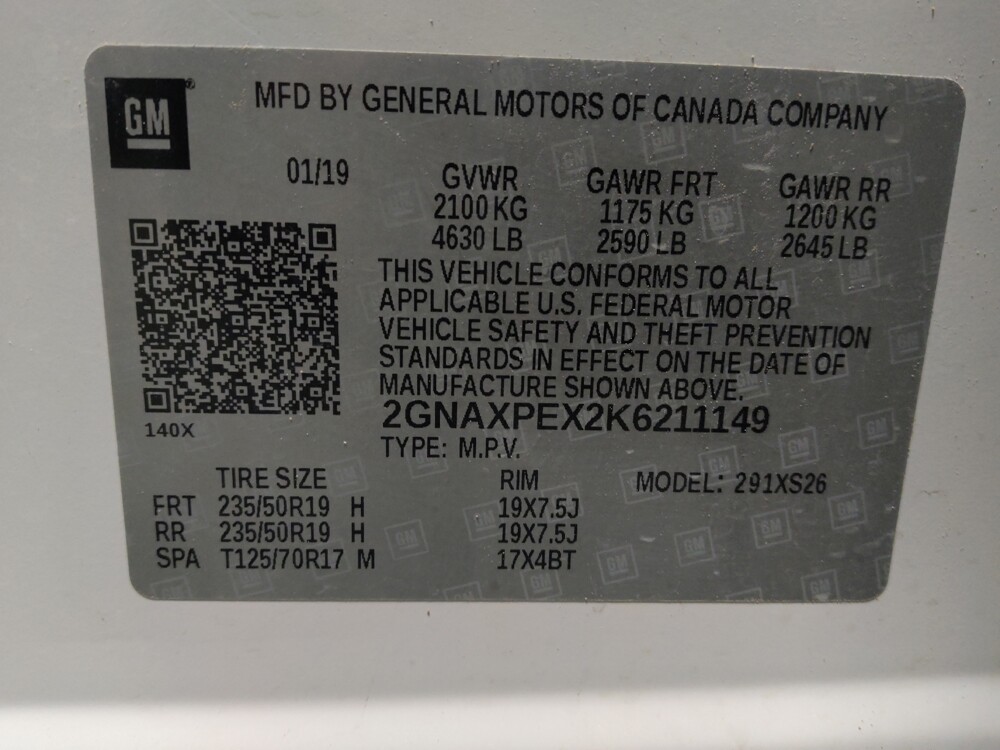 GM
MFD BY GENERAL MOTORS OF CANADA COMPANY
01/19 GVWR GAWR FRT GAWR RR
2100 KG 1175 KG 1200 KG
4630 LB 2590 LB 2645 LB
THIS VEHICLE CONFORMS TO ALL
APPLICABLE U.S. FEDERAL MOTOR
VEHICLE SAFETY AND THEFT PREVENTION
STANDARDS IN EFFECT ON THE DATE OF
MANUFACTURE SHOWN ABOVE.
140X
2GNAXPEX2K6211149
TYPE: M.P.V.
TIRE SIZE RIM MODEL: 291XS26
FRT 235/50R19 H 19X7.5J
RR 235/50R19 H 19X7.5J
SPA T125/70R17 M 17X4BT